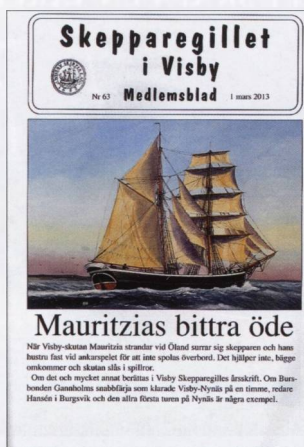 Skepparegillet
i Visby
Nr 63 Medlemsblad 1 mars 2013
Mauritzias bittra öde
När Visby-skutan Mauritzia strandar vid Öland surrar sig skepparen och hans
hustru fast vid ankarspelet för att inte spolas överbord. Det hjälper inte, bägge
omkommer och skutan slås i spillror.
Om det och mycket annat berättas i Visby Skepparegilles årsskrift. Om Burs-
bonden Gannholms snabbfärja som klarade Visby-Nynäs på en timme, redare
Hansén i Burgsvik och den allra första turen på Nynäs är några exempel.